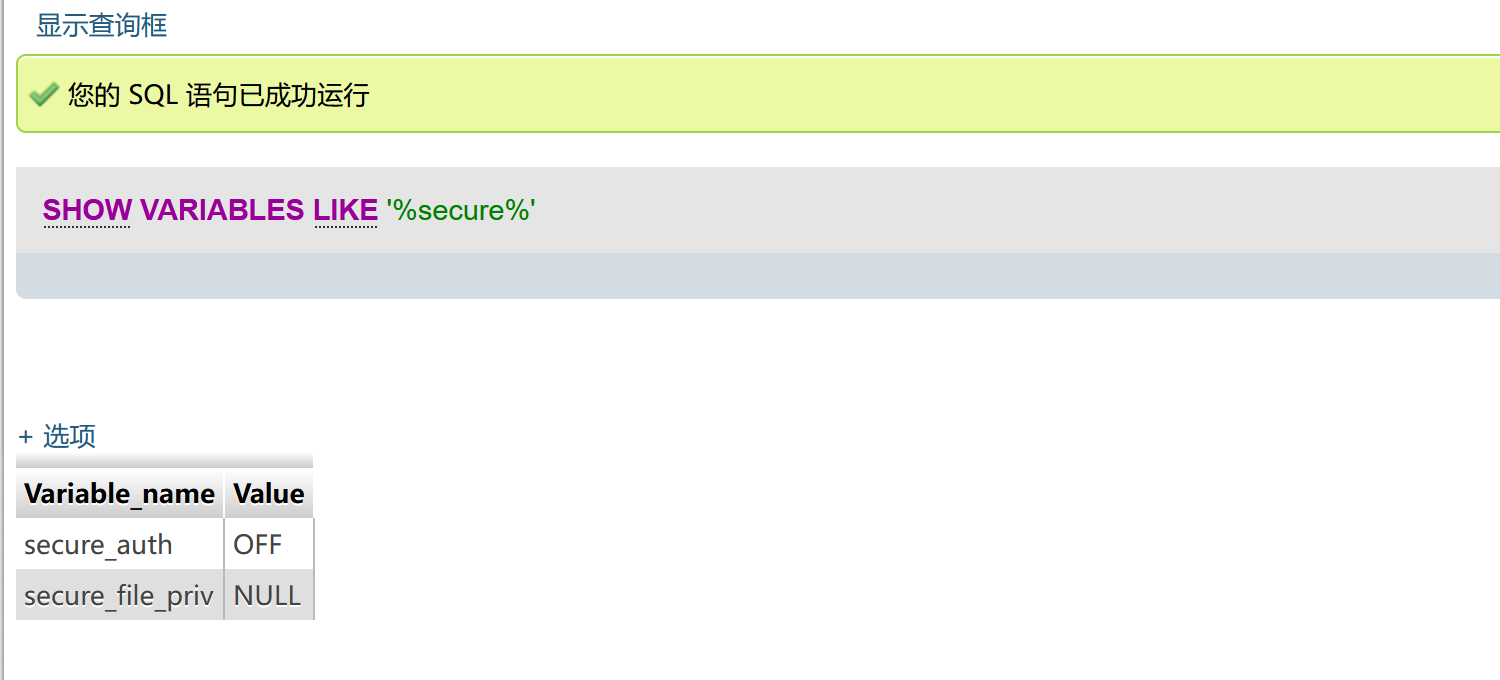 显示查询框
您的 SQL 语句已成功运行
SHOW VARIABLES LIKE '%secure%'
+ 选项
Variable_name Value
secure_auth OFF
secure_file_priv NULL